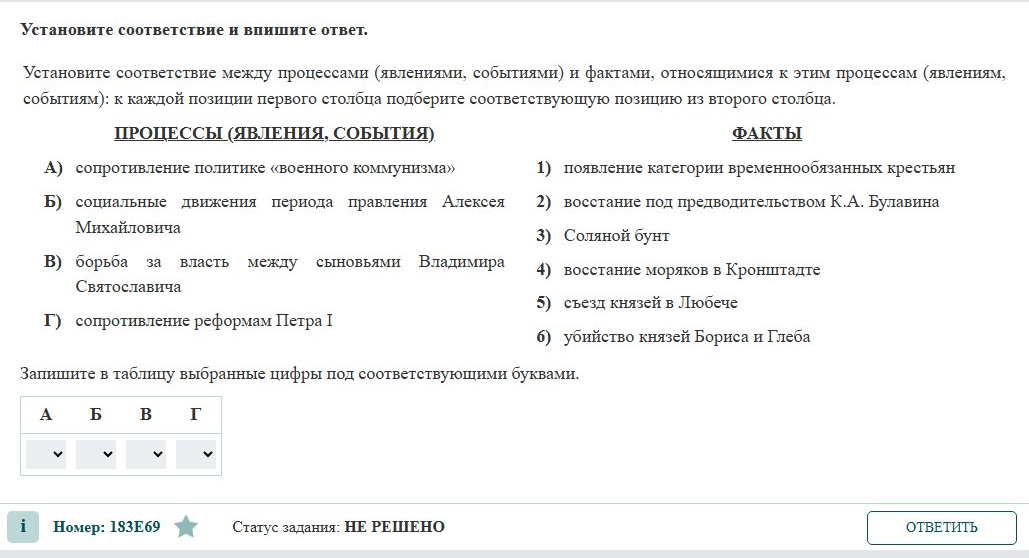 Установите соответствие и впишите ответ.
Установите соответствие между процессами (явлениями, событиями) и фактами, относящимися к этим процессам (явлениям,
событиям): к каждой позиции первого столбца подберите соответствующую позицию из второго столбца.
ПРОЦЕССЫ (ЯВЛЕНИЯ, СОБЫТИЯ)
А) сопротивление политике «военного коммунизма»
Б) социальные движения периода правления Алексея
Михайловича
В) борьба за власть между сыновьями Владимира
Святославича
Г) сопротивление реформам Петра I
ФАКТЫ
1) появление категории временнообязанных крестьян
2) восстание под предводительством К.А. Булавина
3) Соляной бунт
4) восстание моряков в Кронштадте
5) съезд князей в Любече
6) убийство князей Бориса и Глеба
Запишите в таблицу выбранные цифры под соответствующими буквами.
А Б В Г
i Номер: 183E69 Статус задания: НЕ РЕШЕНО ОТВЕТИТЬ